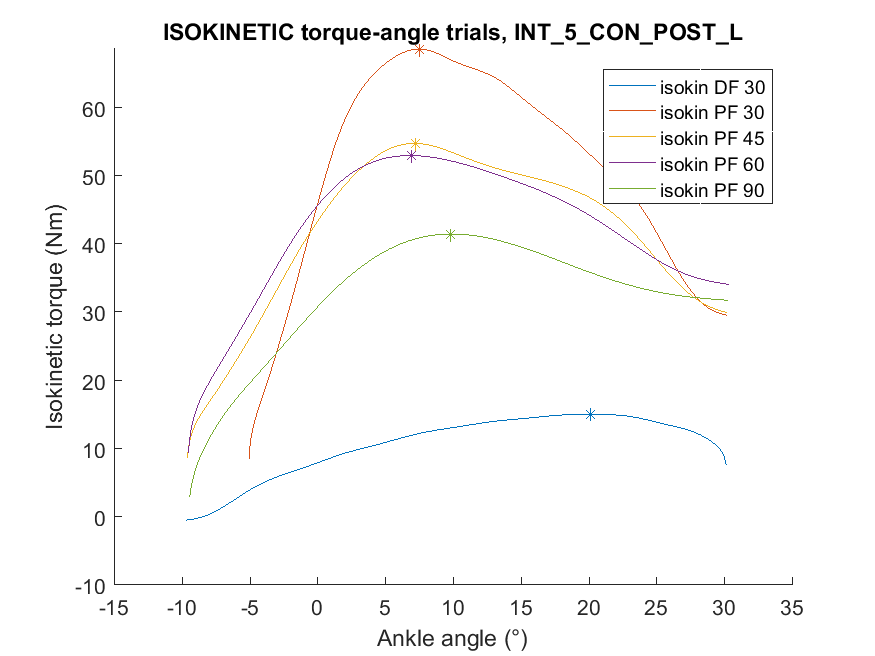 ISOKINETIC torque-angle trials, INT_5_CON_POST_L
isokin DF 30
isokin PF 30
isokin PF 45
isokin PF 60
isokin PF 90
Isokinetic torque (Nm)
60
50
40
30
20
10
0
-10
-15 -10 -5 0 5 10 15 20 25 30 35
Ankle angle (°)